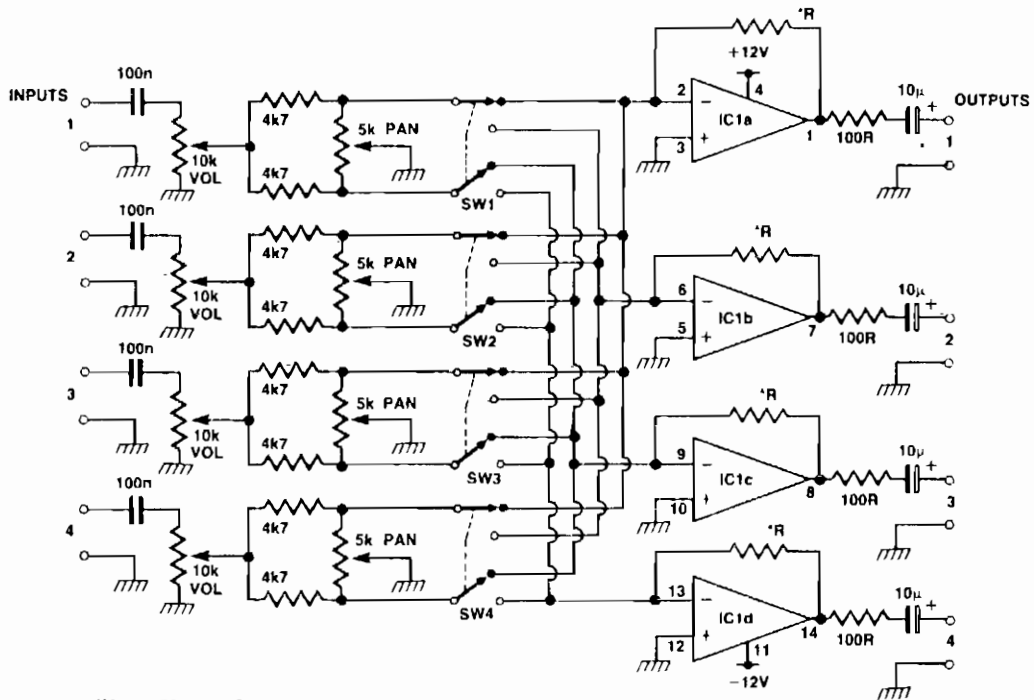 INPUTS
100n
1
10k
VOL
4k7
4k7
5k PAN
SW1
100n
2
10k
VOL
4k7
4k7
5k PAN
SW2
100n
3
10k
VOL
4k7
4k7
5k PAN
SW3
100n
4
10k
VOL
4k7
4k7
5k PAN
SW4
*R
+12V
4
2
−
IC1a
+
3
1
100R
10µ
+
OUTPUTS
1
*R
6
−
IC1b
5
+
7
100R
10µ
+
2
*R
9
−
IC1c
10
+
8
100R
10µ
+
3
*R
13
−
IC1d
12
+
14
11
−12V
100R
10µ
+
4